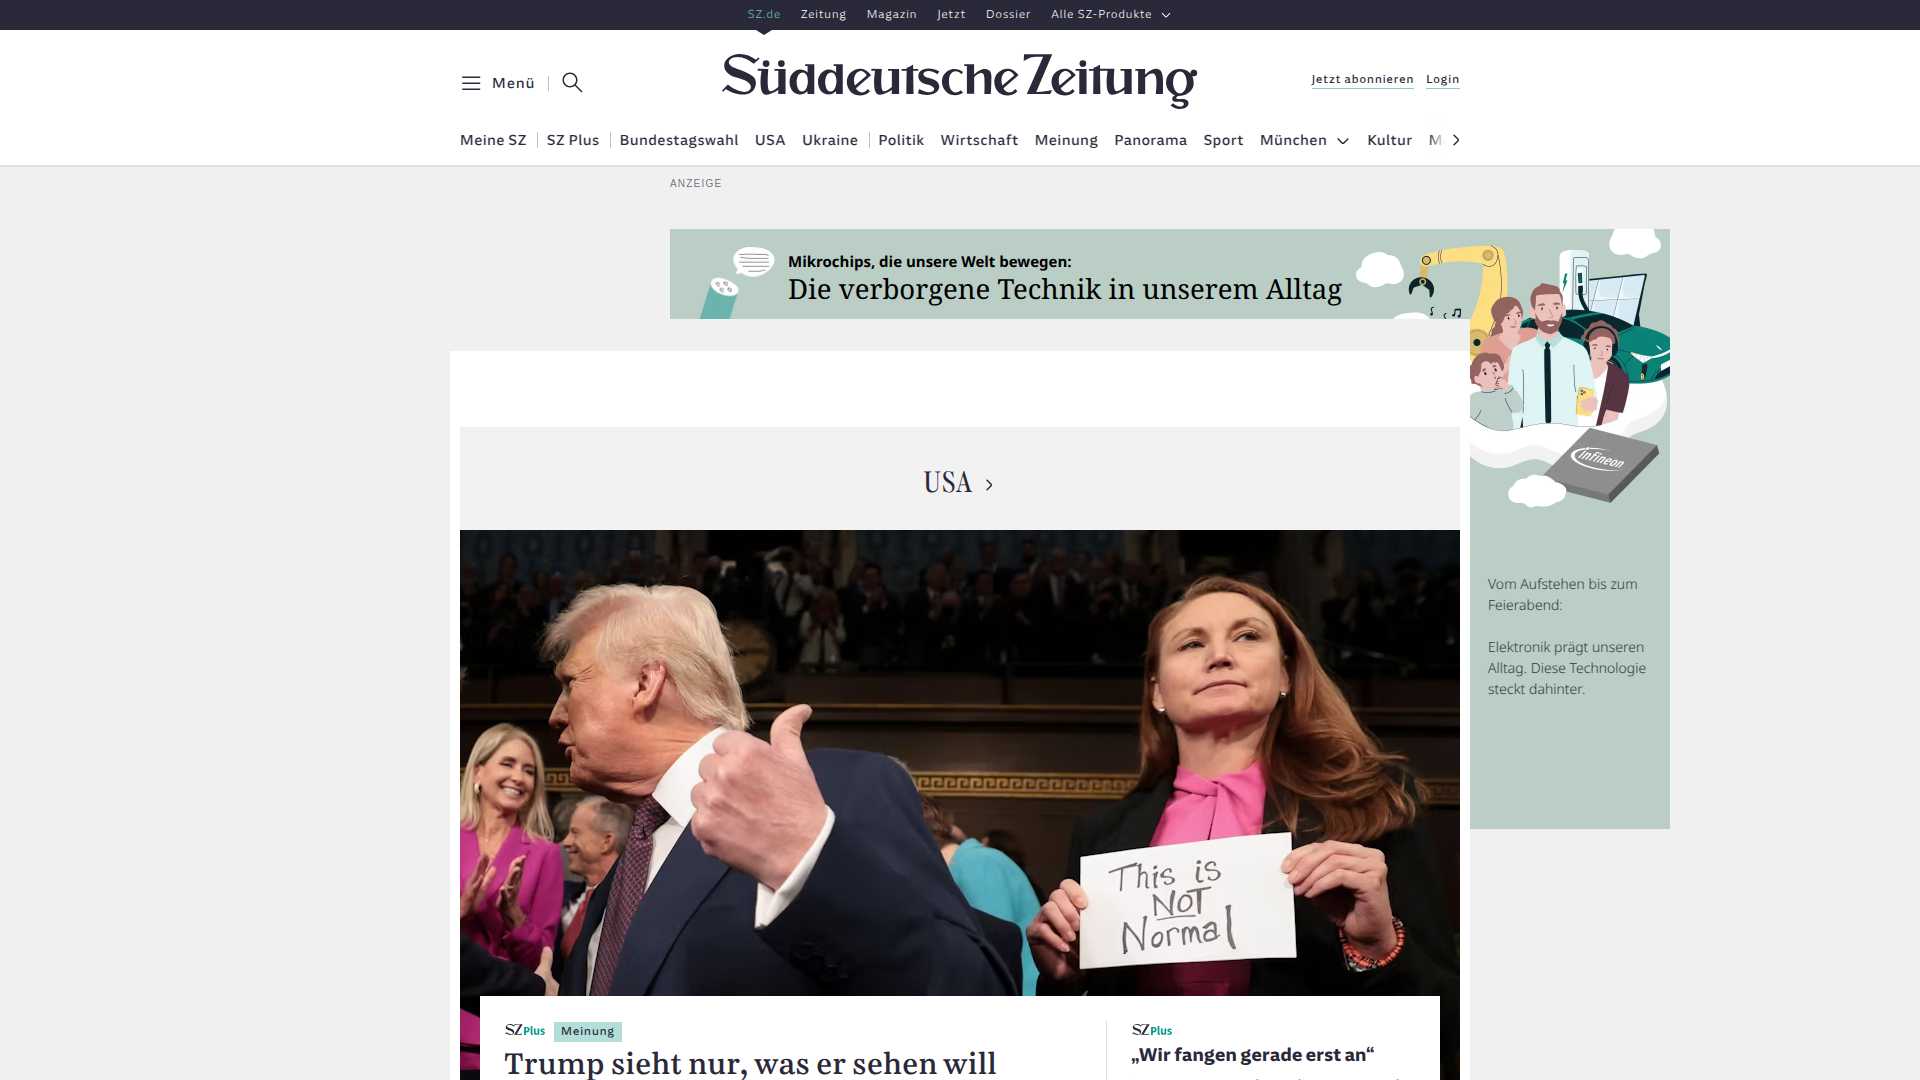 SZ.de Zeitung Magazin Jetzt Dossier Alle SZ-Produkte
Menü
Süddeutsche Zeitung
Jetzt abonnieren Login
Meine SZ SZ Plus Bundestagswahl USA Ukraine Politik Wirtschaft Meinung Panorama Sport München Kultur M
ANZEIGE
Mikrochips, die unsere Welt bewegen:
Die verborgene Technik in unserem Alltag
infineon
Vom Aufstehen bis zum
Feierabend:
Elektronik prägt unseren
Alltag. Diese Technologie
steckt dahinter.
USA
This is
NOT
Normal
SZ Plus Meinung
Trump sieht nur, was er sehen will
SZ Plus
„Wir fangen gerade erst an“